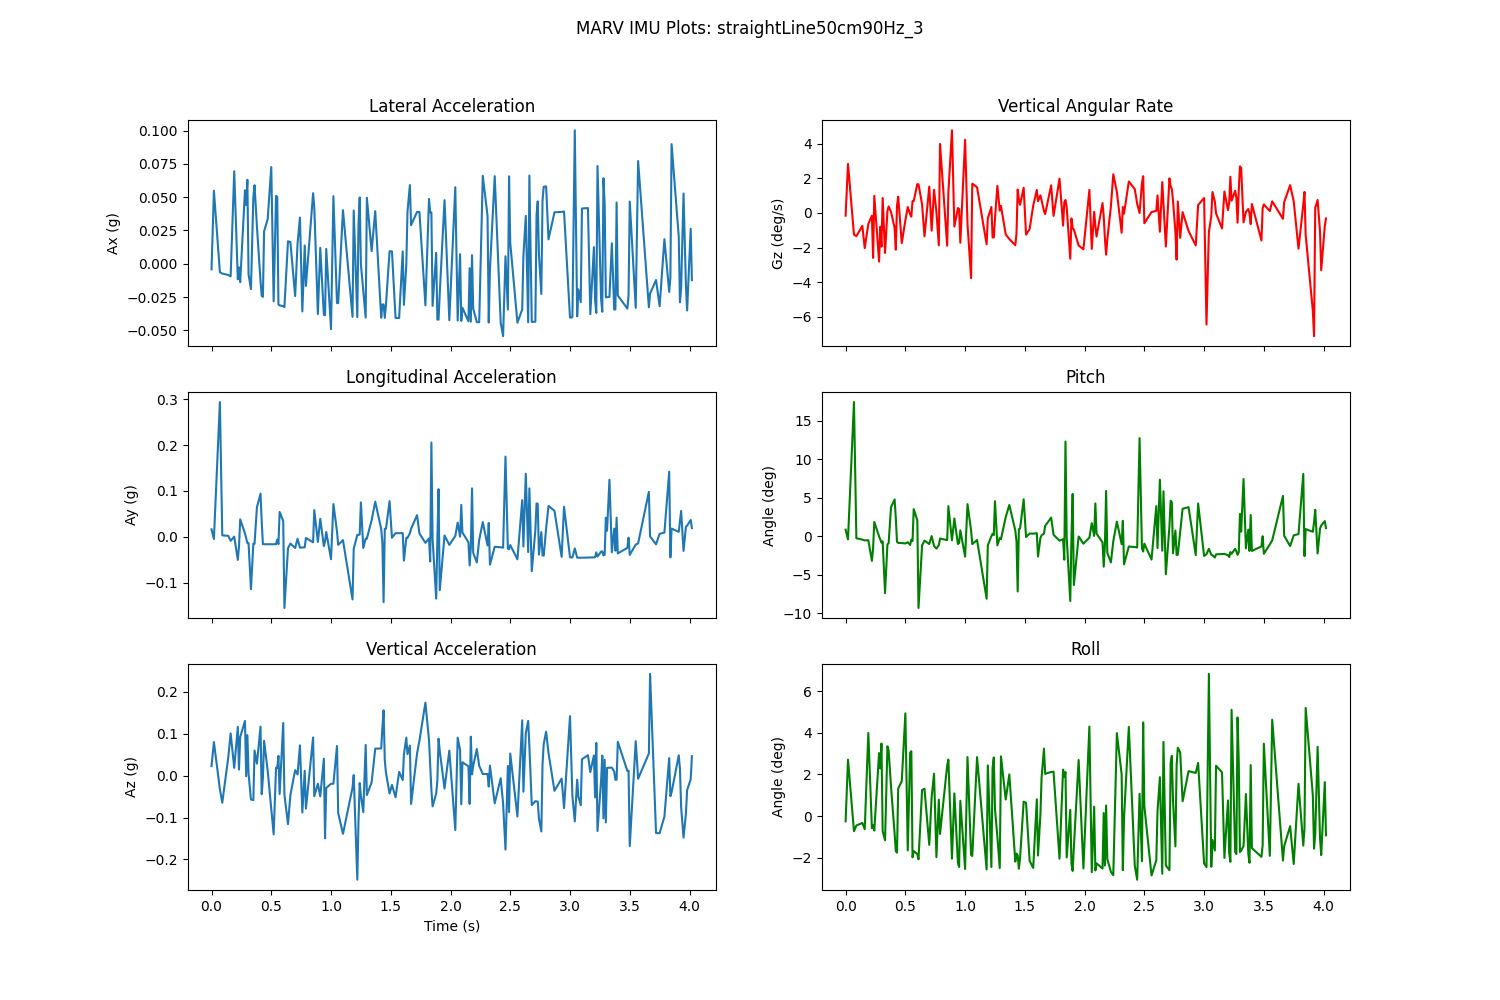 MARV IMU Plots: straightLine50cm90Hz_3
Lateral Acceleration
Ax (g)
0.100
0.075
0.050
0.025
0.000
−0.025
−0.050
Vertical Angular Rate
Gz (deg/s)
4
2
0
−2
−4
−6
Longitudinal Acceleration
Ay (g)
0.3
0.2
0.1
0.0
−0.1
Pitch
Angle (deg)
15
10
5
0
−5
−10
Vertical Acceleration
Az (g)
0.2
0.1
0.0
−0.1
−0.2
0.0 0.5 1.0 1.5 2.0 2.5 3.0 3.5 4.0
Time (s)
Roll
Angle (deg)
6
4
2
0
−2
0.0 0.5 1.0 1.5 2.0 2.5 3.0 3.5 4.0